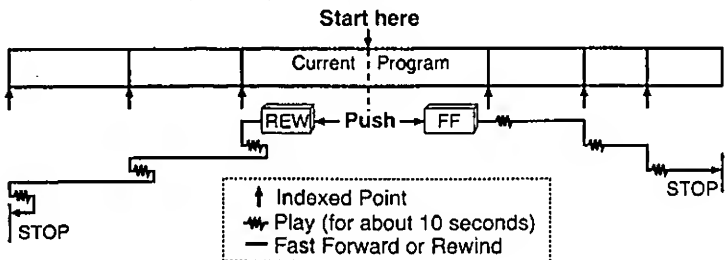 Start here
Current Program
REW Push FF
STOP
STOP
Indexed Point
Play (for about 10 seconds)
Fast Forward or Rewind